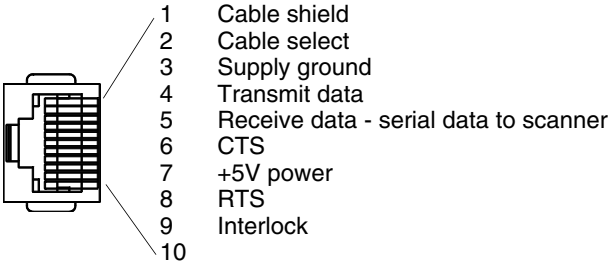 1 Cable shield
2 Cable select
3 Supply ground
4 Transmit data
5 Receive data - serial data to scanner
6 CTS
7 +5V power
8 RTS
9 Interlock
10